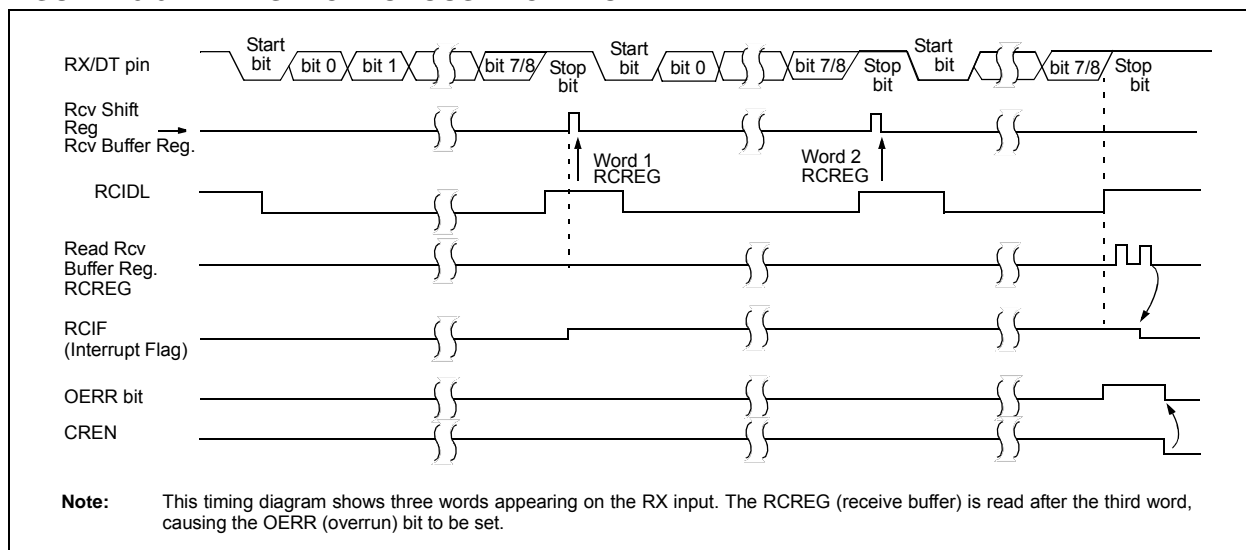 RX/DT pin
Start bit
bit 0
bit 1
bit 7/8
Stop bit
Start bit
bit 0
bit 7/8
Stop bit
Start bit
bit 7/8
Stop bit
Rcv Shift
Reg
Rcv Buffer Reg.
Word 1
RCREG
Word 2
RCREG
RCIDL
Read Rcv
Buffer Reg.
RCREG
RCIF
(Interrupt Flag)
OERR bit
CREN
Note: This timing diagram shows three words appearing on the RX input. The RCREG (receive buffer) is read after the third word,
causing the OERR (overrun) bit to be set.